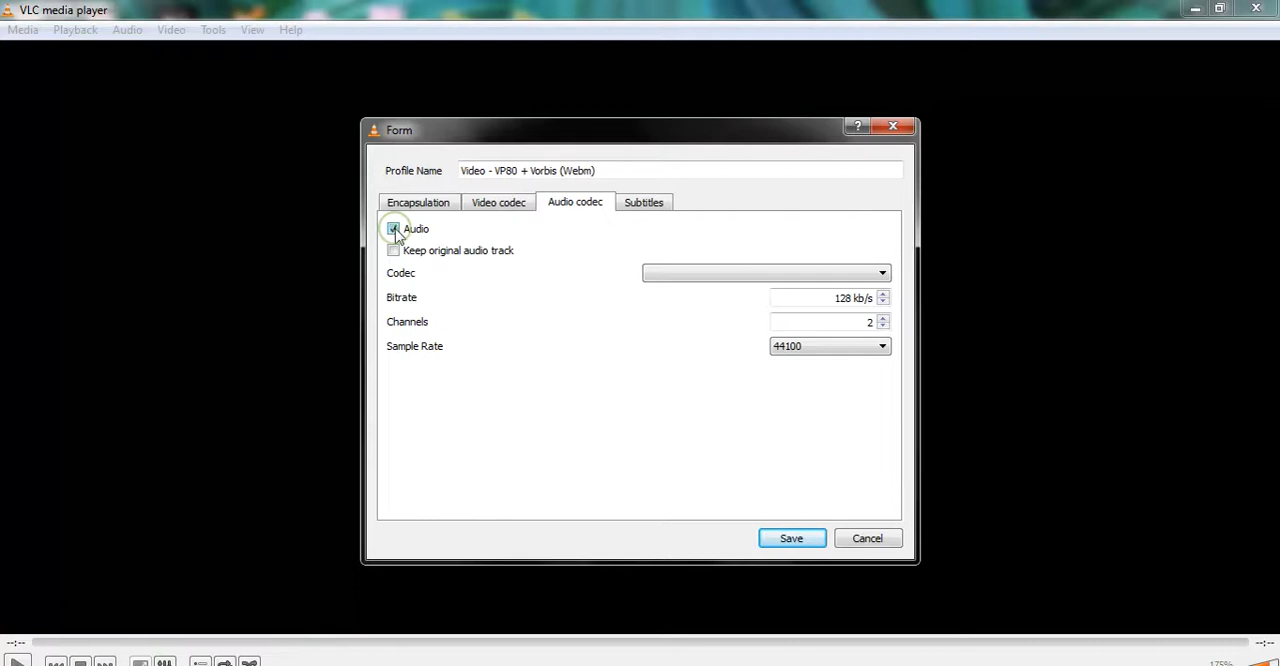 VLC media player
Media Playback Audio Video Tools View Help
Form
Profile Name Video - VP80 + Vorbis (Webm)
Encapsulation Video codec Audio codec Subtitles
Audio
Keep original audio track
Codec
Bitrate 128 kb/s
Channels 2
Sample Rate 44100
Save Cancel
--:-- --:--
175%